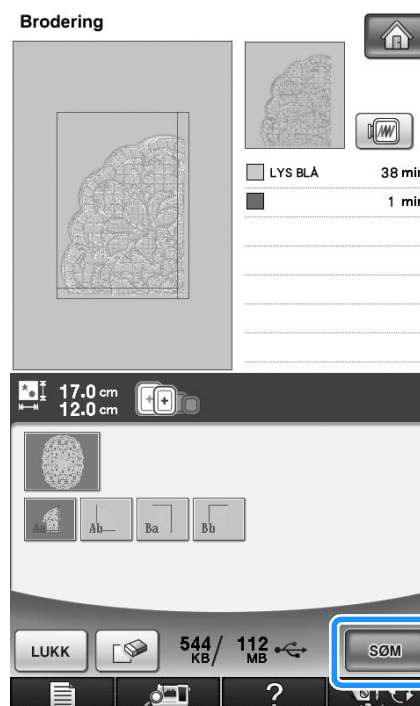 Brodering
LYS BLÅ 38 min
1 min
17.0 cm
12.0 cm
Aa Ab Ba Bb
LUKK 544 KB/ 112 MB SØM
?